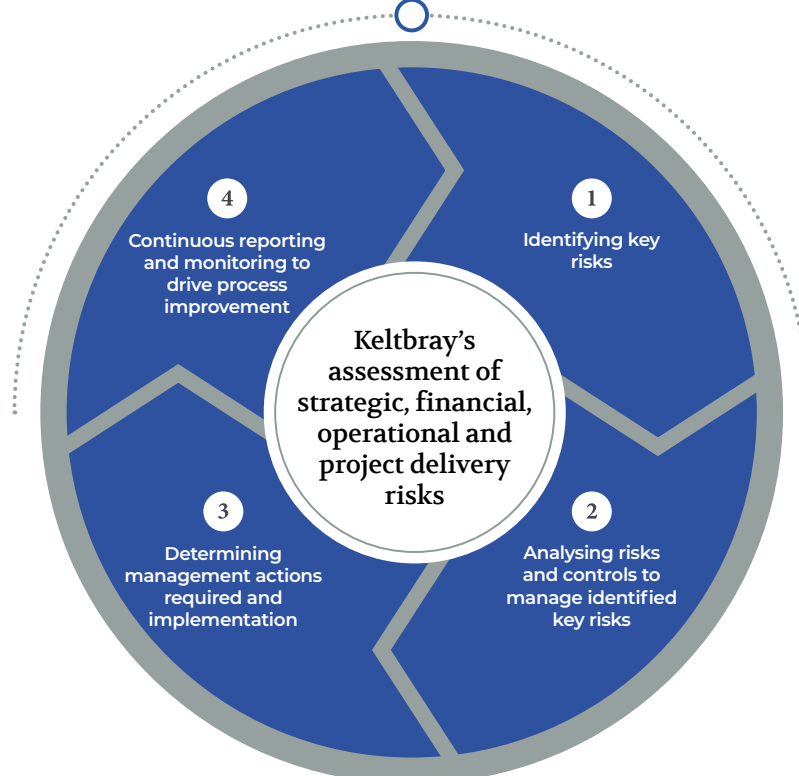 Keltbray’s
assessment of
strategic, financial,
operational and
project delivery
risks
1
Identifying key
risks
2
Analysing risks
and controls to
manage identified
key risks
3
Determining
management actions
required and
implementation
4
Continuous reporting
and monitoring to
drive process
improvement